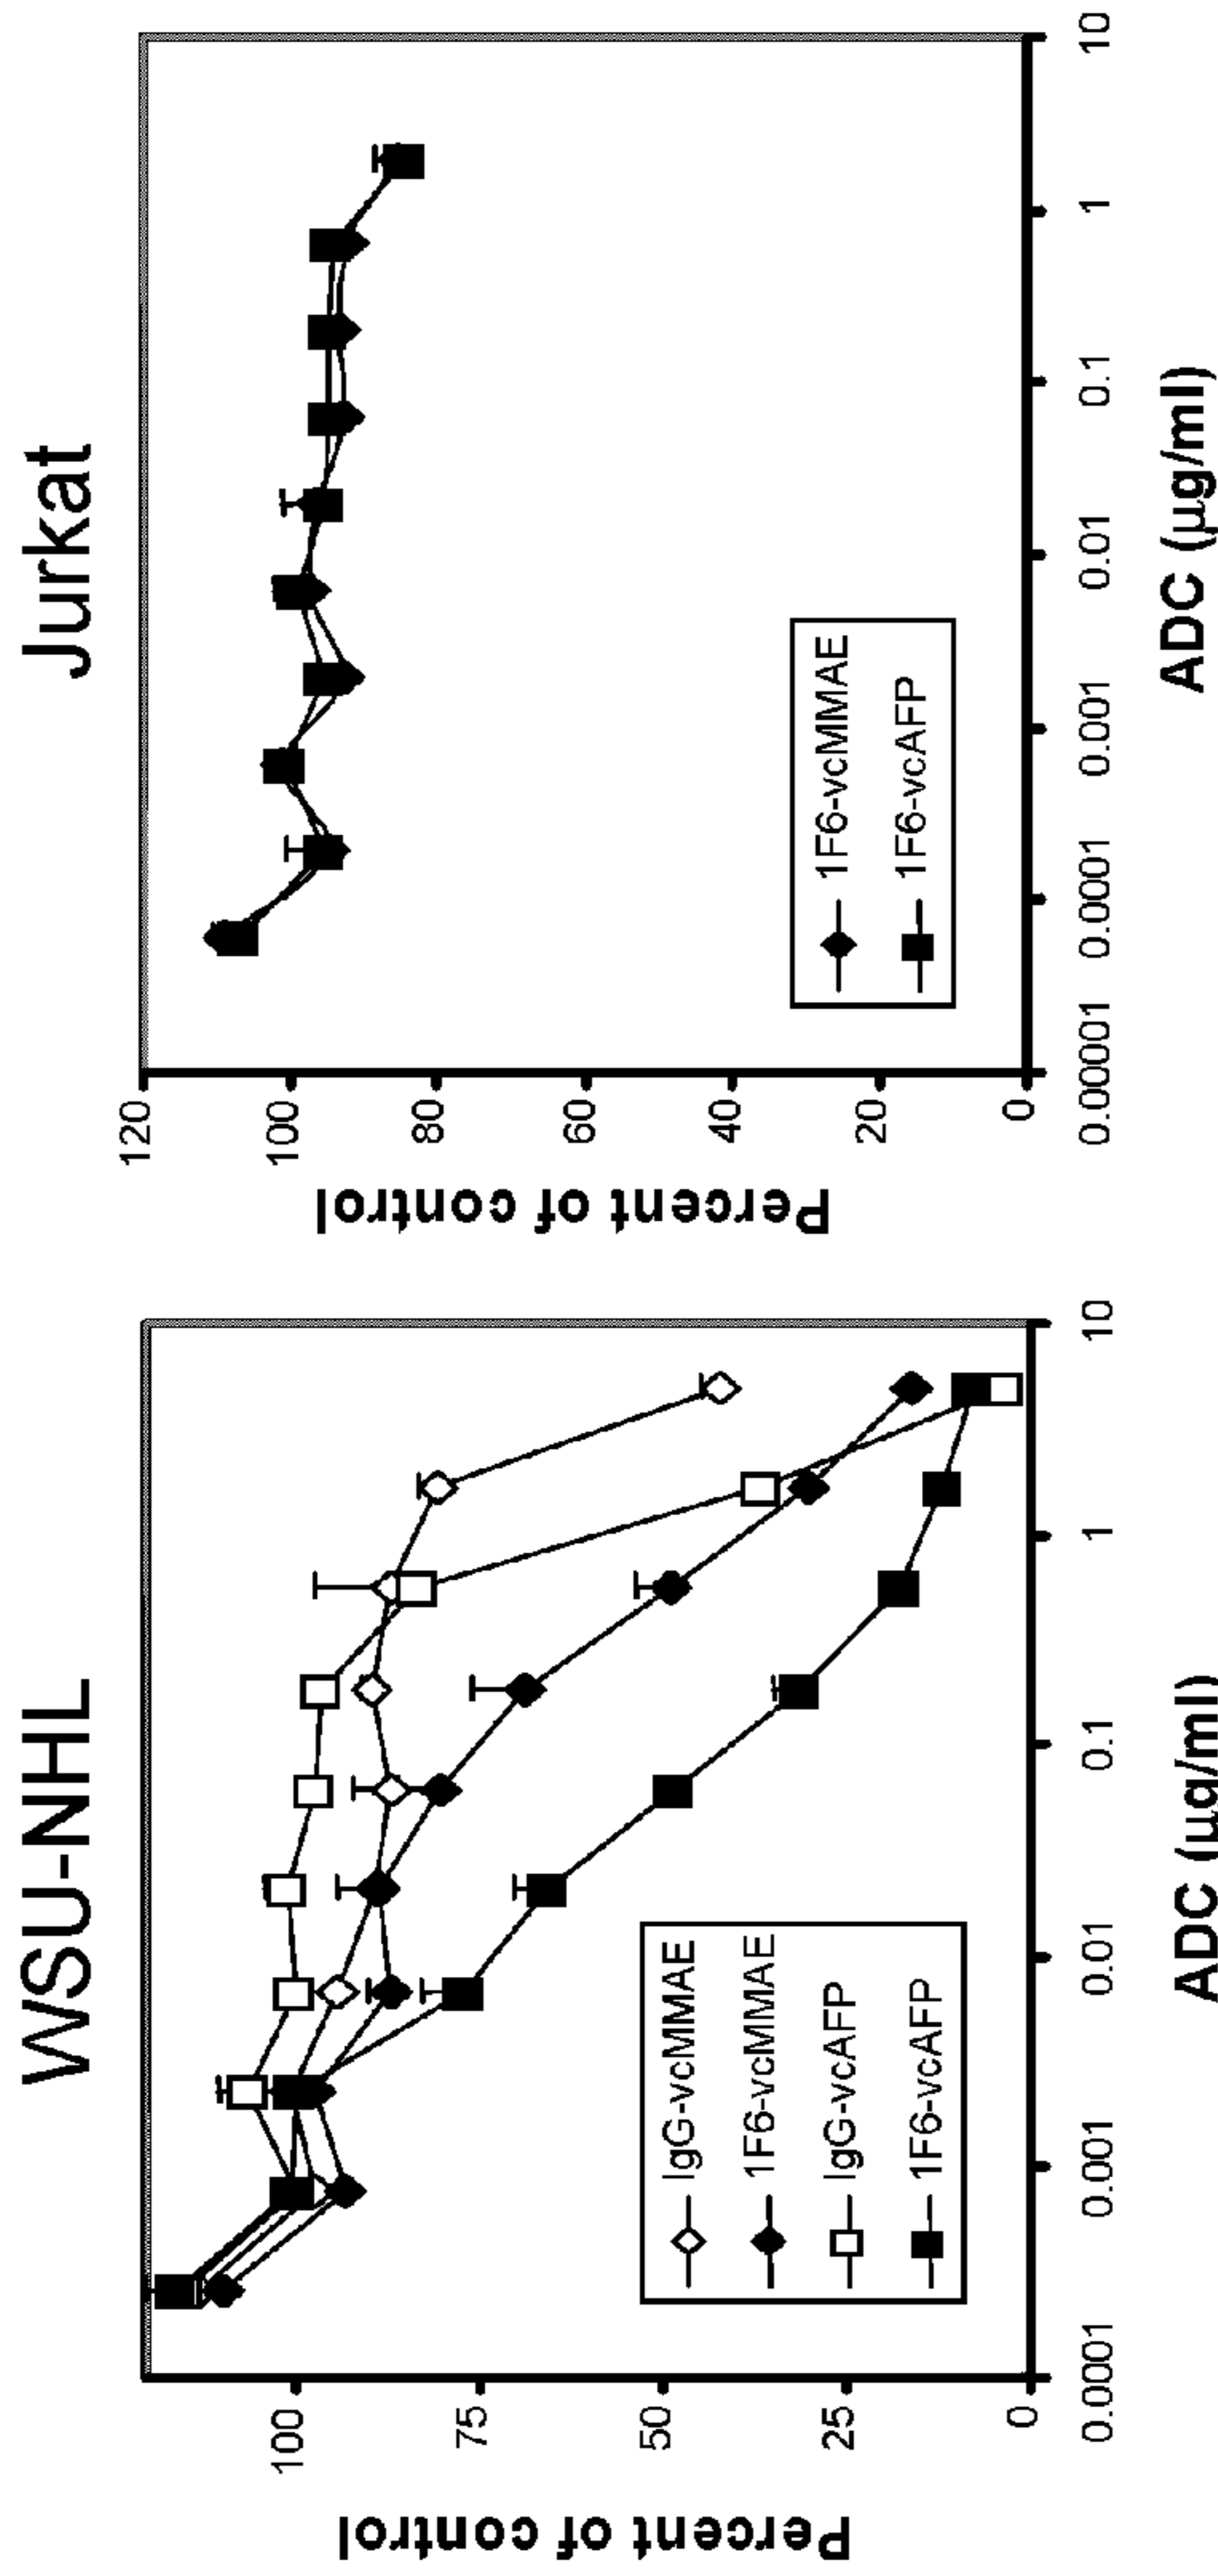 WSU-NHL
Percent of control
100
75
50
25
0
IgG-vcMMAE
1F6-vcMMAE
IgG-vcAFP
1F6-vcAFP
0.0001
0.001
0.01
0.1
1
10
ADC (µg/ml)
Jurkat
Percent of control
120
100
80
60
40
20
0
1F6-vcMMAE
1F6-vcAFP
0.00001
0.0001
0.001
0.01
0.1
1
10
ADC (µg/ml)